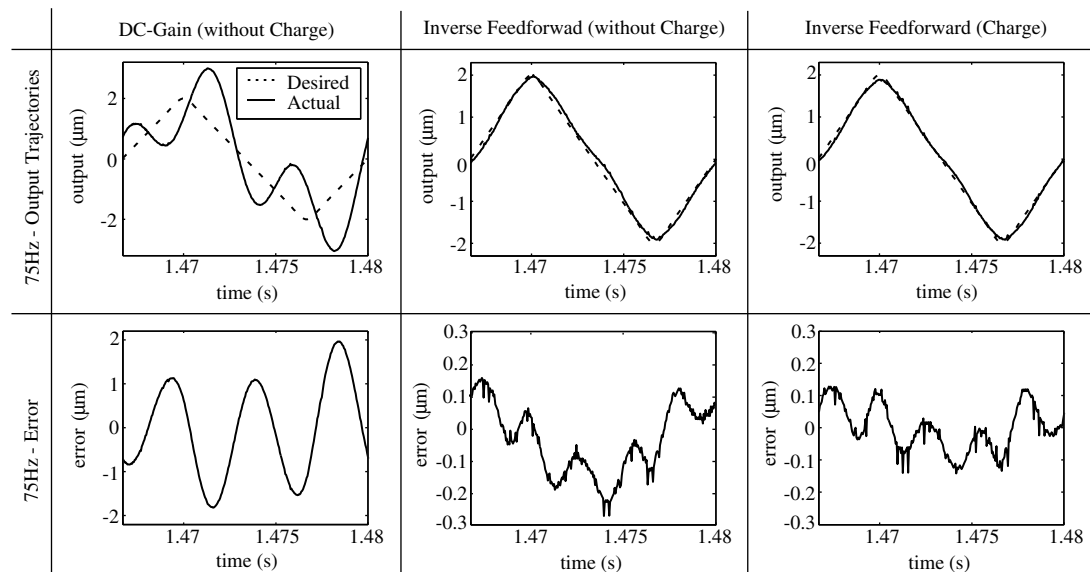 DC-Gain (without Charge)
Inverse Feedforwad (without Charge)
Inverse Feedforward (Charge)
75Hz - Output Trajectories
output (μm)
2
0
-2
Desired
Actual
1.47
1.475
1.48
time (s)
output (μm)
2
1
0
-1
-2
1.47
1.475
1.48
time (s)
output (μm)
2
1
0
-1
-2
1.47
1.475
1.48
time (s)
75Hz - Error
error (μm)
2
1
0
-1
-2
1.47
1.475
1.48
time (s)
error (μm)
0.3
0.2
0.1
0
-0.1
-0.2
-0.3
1.47
1.475
1.48
time (s)
error (μm)
0.3
0.2
0.1
0
-0.1
-0.2
-0.3
1.47
1.475
1.48
time (s)